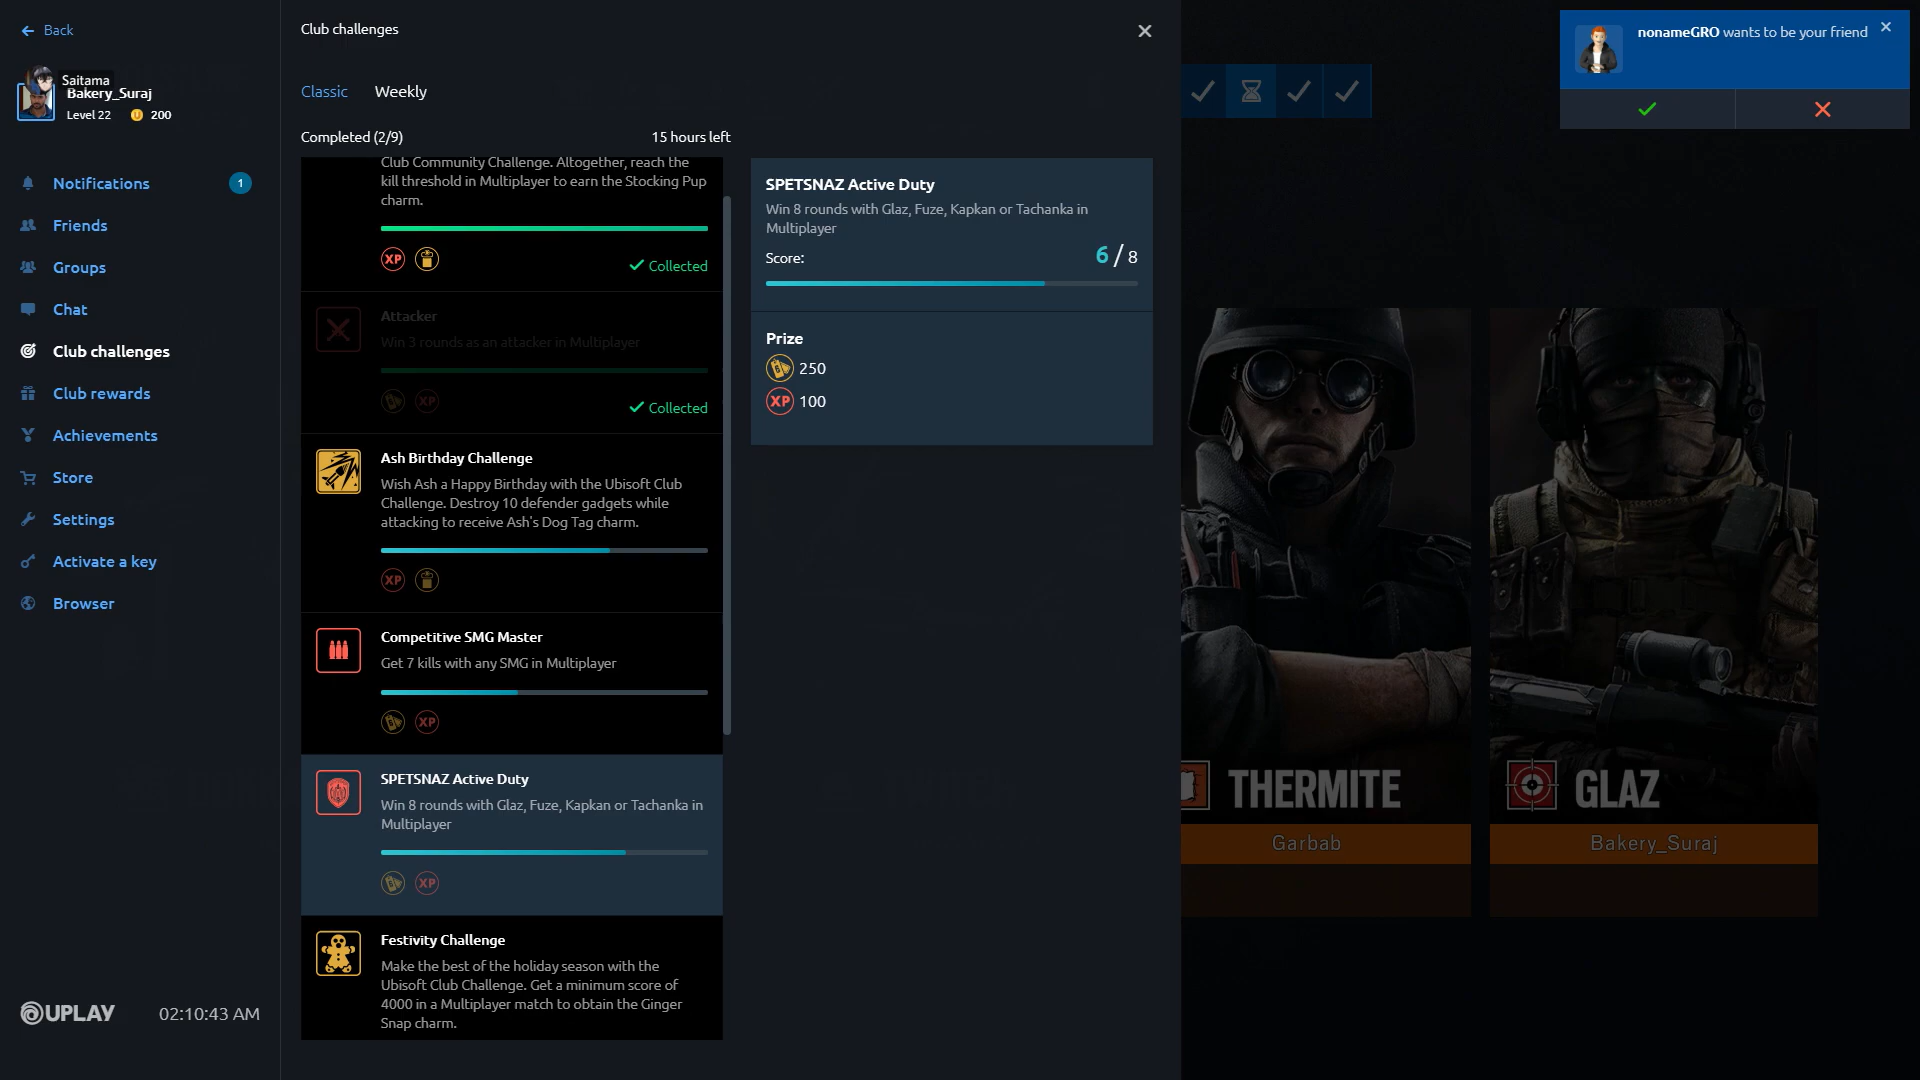 Back
Saitama
Bakery_Suraj
Level 22 200
Notifications 1
Friends
Groups
Chat
Club challenges
Club rewards
Achievements
Store
Settings
Activate a key
Browser
UPLAY 02:10:43 AM
Club challenges
Classic Weekly
Completed (2/9) 15 hours left
Club Community Challenge. Altogether, reach the
kill threshold in Multiplayer to earn the Stocking Pup
charm.
XP
Collected
Attacker
Win 3 rounds as an attacker in Multiplayer
XP
Collected
Ash Birthday Challenge
Wish Ash a Happy Birthday with the Ubisoft Club
Challenge. Destroy 10 defender gadgets while
attacking to receive Ash's Dog Tag charm.
XP
Competitive SMG Master
Get 7 kills with any SMG in Multiplayer
XP
SPETSNAZ Active Duty
Win 8 rounds with Glaz, Fuze, Kapkan or Tachanka in
Multiplayer
XP
Festivity Challenge
Make the best of the holiday season with the
Ubisoft Club Challenge. Get a minimum score of
4000 in a Multiplayer match to obtain the Ginger
Snap charm.
SPETSNAZ Active Duty
Win 8 rounds with Glaz, Fuze, Kapkan or Tachanka in
Multiplayer
Score: 6 / 8
Prize
250
XP 100
nonameGRO wants to be your friend
THERMITE
Garbab
GLAZ
Bakery_Suraj